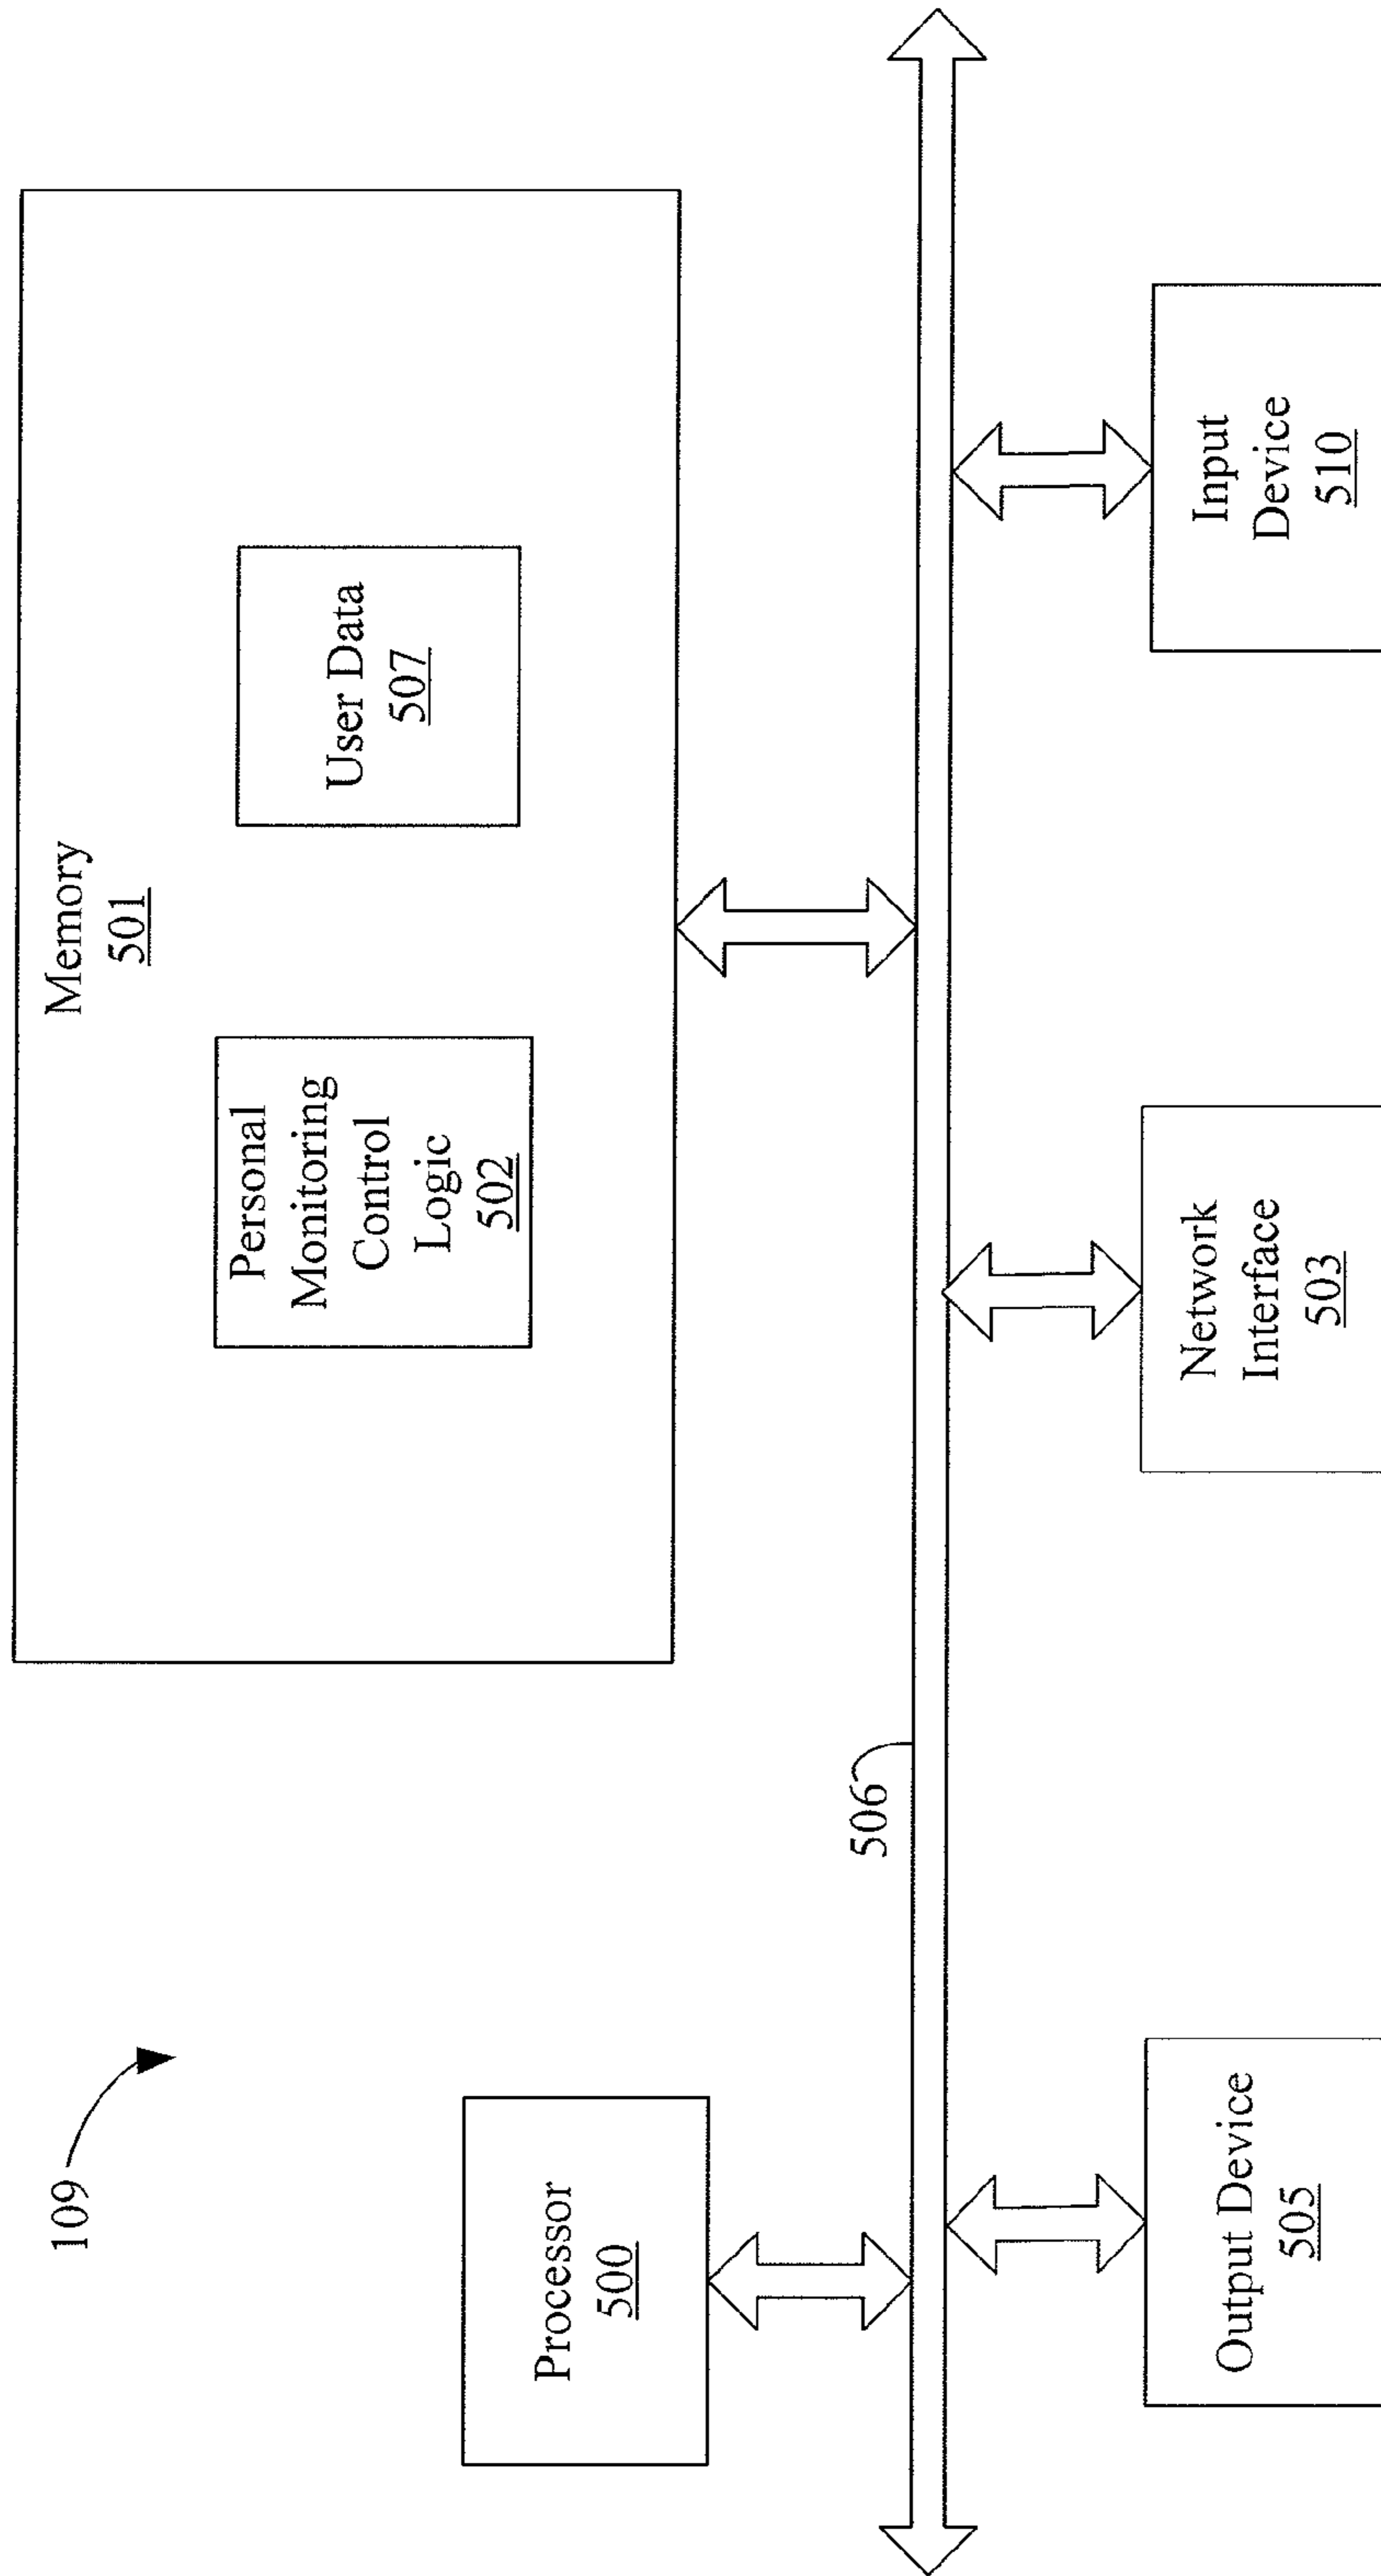 109
Memory
501
Personal
Monitoring
Control
Logic
502
User Data
507
Processor
500
506
Output Device
505
Network
Interface
503
Input
Device
510